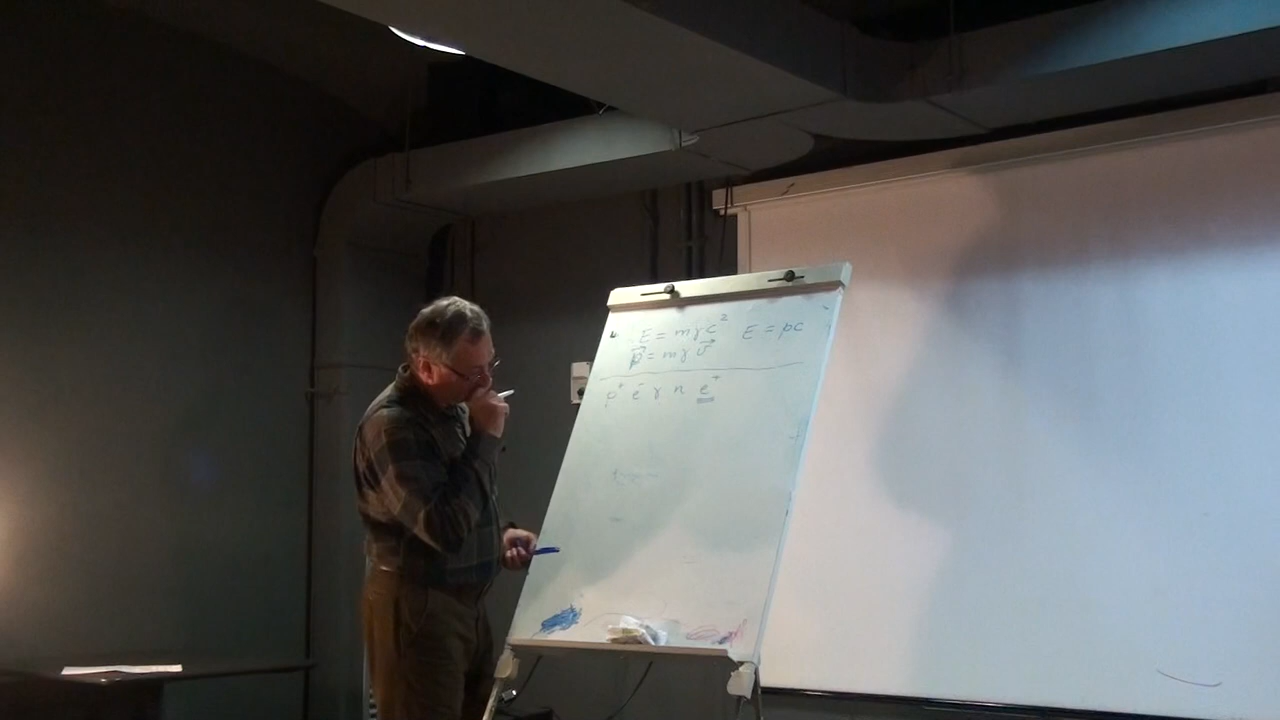 E = mγc² E = pc
p⃗ = mγv⃗
p⁺ e⁻ γ n e⁺